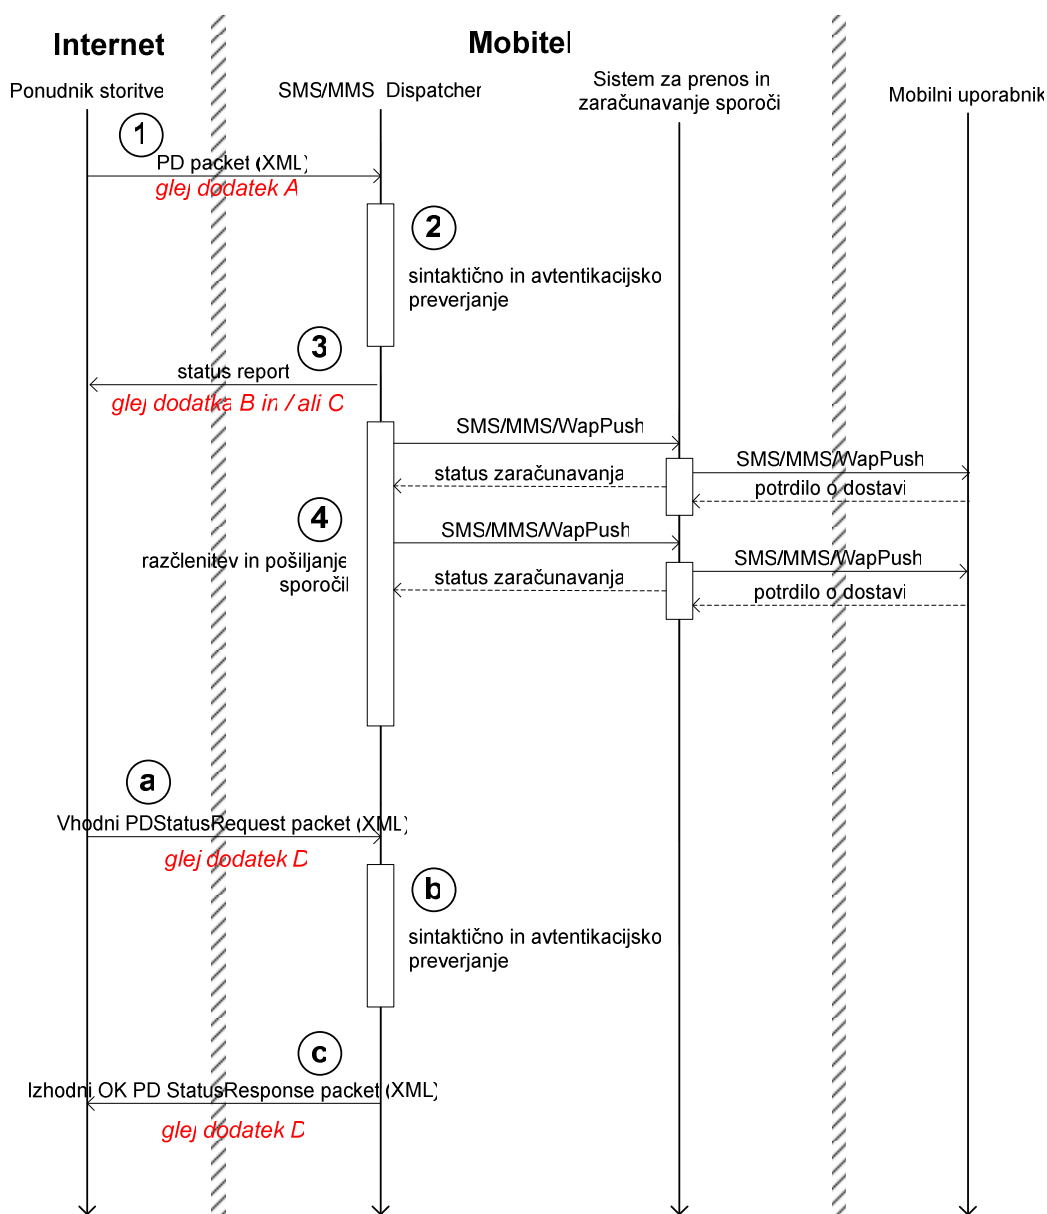 Internet
Mobitel
Ponudnik storitve
SMS/MMS Dispatcher
Sistem za prenos in
zaračunavanje sporoči
Mobilni uporabnik
1
PD packet (XML)
glej dodatek A
2
sintaktično in avtentikacijsko
preverjanje
3
status report
glej dodatka B in / ali C
SMS/MMS/WapPush
SMS/MMS/WapPush
status zaračunavanja
potrdilo o dostavi
4
SMS/MMS/WapPush
razčlenitev in pošiljanje
sporočil
SMS/MMS/WapPush
status zaračunavanja
potrdilo o dostavi
a
Vhodni PDStatusRequest packet (XML)
glej dodatek D
b
sintaktično in avtentikacijsko
preverjanje
c
Izhodni OK PD StatusResponse packet (XML)
glej dodatek D